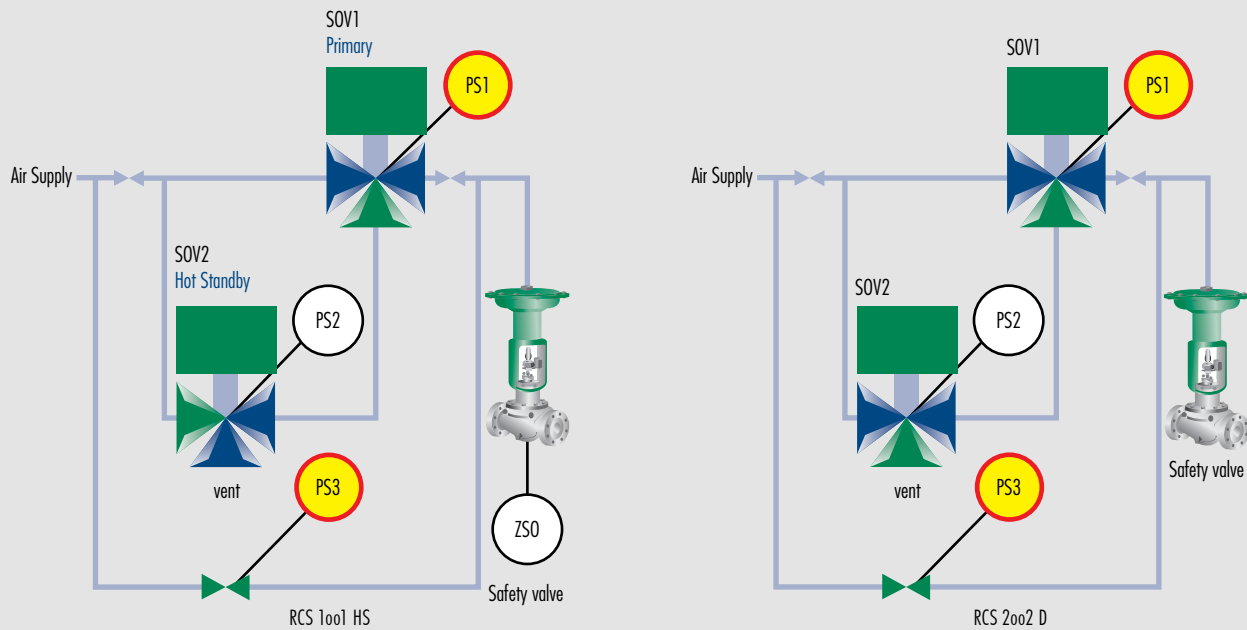 SOV1
Primary
PS1
Air Supply
SOV2
Hot Standby
PS2
vent
PS3
ZSO
Safety valve
RCS 1oo1 HS
SOV1
PS1
Air Supply
SOV2
PS2
vent
PS3
Safety valve
RCS 2oo2 D